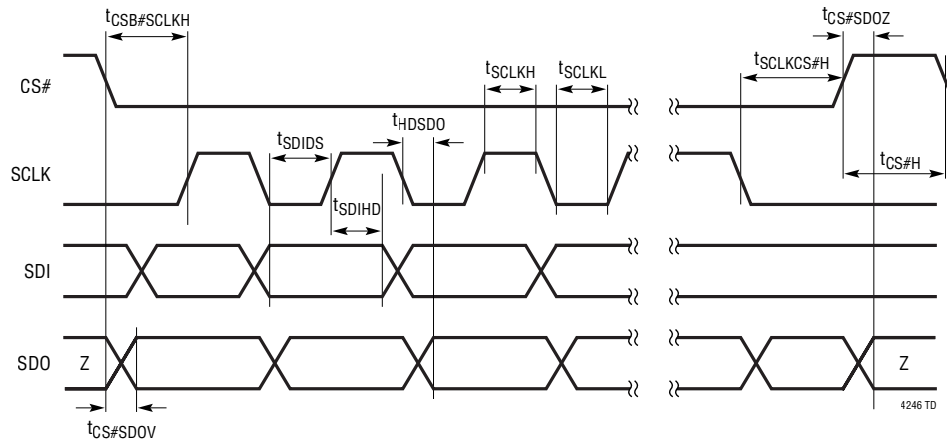 tCSB#SCLKH
tCS#SDOZ
CS#
tSCLKH
tSCLKL
tSCLKCS#H
tHDSDO
tSDIDS
SCLK
tCS#H
tSDIHD
SDI
SDO
Z
Z
4246 TD
tCS#SDOV